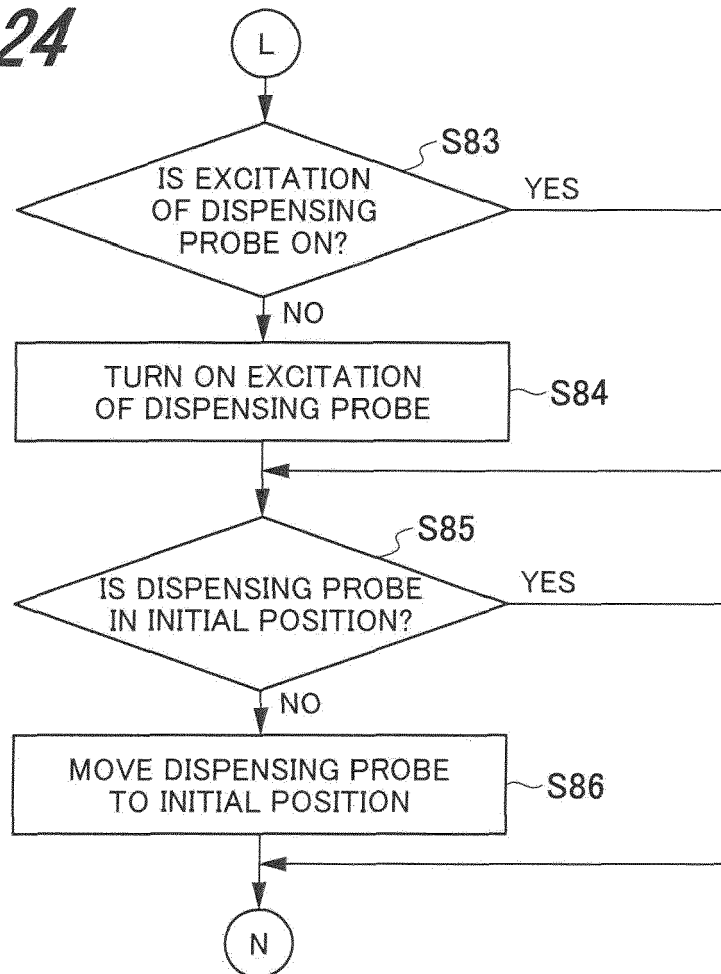 24
L
S83
IS EXCITATION
OF DISPENSING
PROBE ON?
YES
NO
TURN ON EXCITATION
OF DISPENSING PROBE
S84
S85
IS DISPENSING PROBE
IN INITIAL POSITION?
YES
NO
MOVE DISPENSING PROBE
TO INITIAL POSITION
S86
N